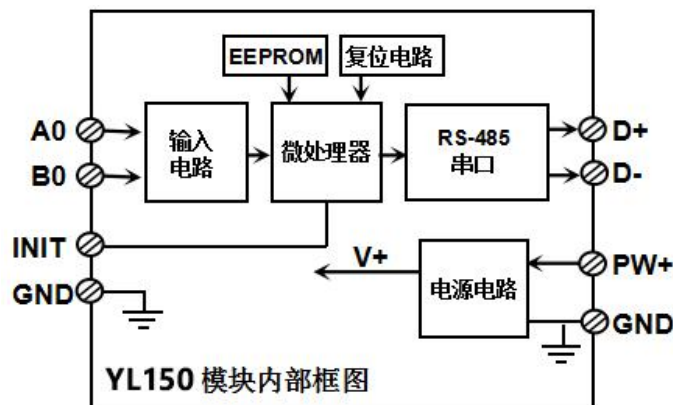 EEPROM
复位电路
A0
B0
输入
电路
微处理器
RS-485
串口
D+
D-
INIT
GND
V+
电源电路
PW+
GND
YL150 模块内部框图